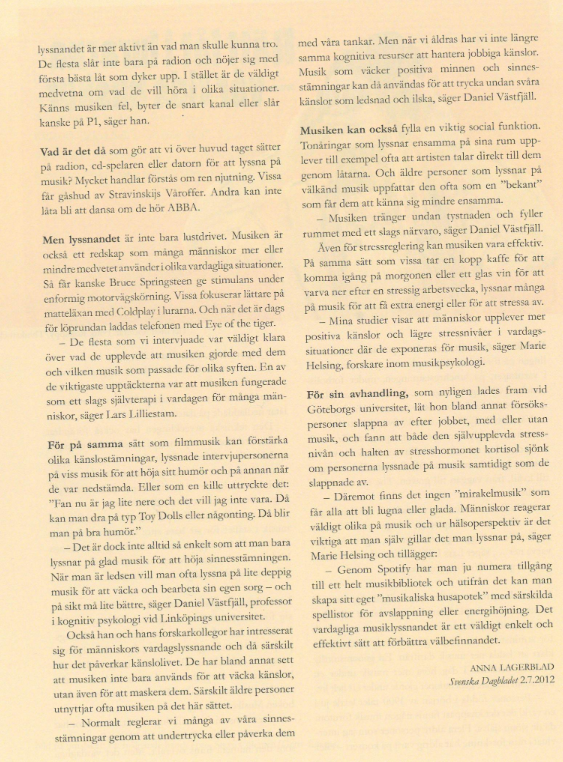 lyssnandet är mer aktivt än vad man skulle kunna tro.
De flesta slår inte bara på radion och nöjer sig med
första bästa låt som dyker upp. I stället är de väldigt
medvetna om vad de vill höra i olika situationer.
Känns musiken fel, byter de snart kanal eller slår
kanske på P1, säger han.
Vad är det då som gör att vi över huvud taget sätter
på radion, cd-spelaren eller datorn för att lyssna på
musik? Mycket handlar förstås om ren njutning. Vissa
får gåshud av Stravinskijs Våroffer. Andra kan inte
låta bli att dansa om de hör ABBA.
Men lyssnandet är inte bara lustdrivet. Musiken är
också ett redskap som många människor mer eller
mindre medvetet använder i olika vardagliga situationer.
Så får kanske Bruce Springsteen ge stimulans under
enformig motorvägskörning. Vissa fokuserar lättare på
matteläxan med Coldplay i lurarna. Och när det är dags
för löprundan laddas telefonen med Eye of the tiger.
– De flesta som vi intervjuade var väldigt klara
över vad de upplevde att musiken gjorde med dem
och vilken musik som passade för olika syften. En av
de viktigaste upptäckterna var att musiken fungerade
som ett slags självterapi i vardagen för många män-
niskor, säger Lars Lilliestam.
För på samma sätt som filmusik kan förstärka
olika känslostämningar, lyssnade intervjupersonerna
på viss musik för att höja sitt humör och på annan när
de var nedstämda. Eller som en kille uttryckte det:
"Fan nu är jag lite nere och det vill jag inte vara. Då
kan man dra på typ Toy Dolls eller någonting. Då blir
man på bra humör."
– Det är dock inte alltid så enkelt som att man bara
lyssnar på glad musik för att höja sinnesstämningen.
När man är ledsen vill man ofta lyssna på lite deppig
musik för att väcka och bearbeta sin egen sorg – och
på sikt må lite bättre, säger Daniel Västfjäll, professor
i kognitiv psykologi vid Linköpings universitet.
Också han och hans forskarkollegor har intresserat
sig för människors vardagslyssnande och då särskilt
hur det påverkar känslolivet. De har bland annat sett
att musiken inte bara används för att väcka känslor,
utan även för att maskera dem. Särskilt äldre personer
utnyttjar ofta musiken på det här sättet.
– Normalt reglerar vi många av våra sinnes-
stämningar genom att undertrycka eller påverka dem
med våra tankar. Men när vi åldras har vi inte längre
samma kognitiva resurser att hantera jobbiga känslor.
Musik som väcker positiva minnen och sinnes-
stämningar kan då användas för att trycka undan svåra
känslor som ledsnad och ilska, säger Daniel Västfjäll.
Musiken kan också fylla en viktig social funktion.
Tonåringar som lyssnar ensamma på sina rum upp-
lever till exempel ofta att artisten talar direkt till dem
genom låtarna. Och äldre personer som lyssnar på
välkänd musik uppfattar den ofta som en "bekant"
som får dem att känna sig mindre ensamma.
– Musiken tränger undan tystnaden och fyller
rummet med ett slags närvaro, säger Daniel Västfjäll.
Även för stressreglering kan musiken vara effektiv.
På samma sätt som vissa tar en kopp kaffe för att
komma igång på morgonen eller ett glas vin för att
varva ner efter en stressig arbetsvecka, lyssnar många
på musik för att få extra energi eller för att stressa av.
– Mina studier visar att människor upplever mer
positiva känslor och lägre stressnivåer i vardags-
situationer där de exponeras för musik, säger Marie
Helsing, forskare inom musikpsykologi.
För sin avhandling, som nyligen lades fram vid
Göteborgs universitet, lät hon bland annat försöks-
personer slappna av efter jobbet, med eller utan
musik, och fann att både den självupplevda stress-
nivån och halten av stresshormonet kortisol sjönk
om personerna lyssnade på musik samtidigt som de
slappnade av.
– Däremot finns det ingen "mirakelmusik" som
får alla att bli lugna eller glada. Människor reagerar
väldigt olika på musik och ur hälsoperspektiv är det
viktiga att man själv gillar det man lyssnar på, säger
Marie Helsing och tillägger:
– Genom Spotify har man ju numera tillgång
till ett helt musikbibliotek och utifrån det kan man
skapa sitt eget "musikaliska husapotek" med särskilda
spellistor för avslappning eller energihöjning. Det
vardagliga musiklyssnandet är ett väldigt enkelt och
effektivt sätt att förbättra välbefinnandet.
ANNA LAGERBLAD
Svenska Dagbladet 2.7.2012